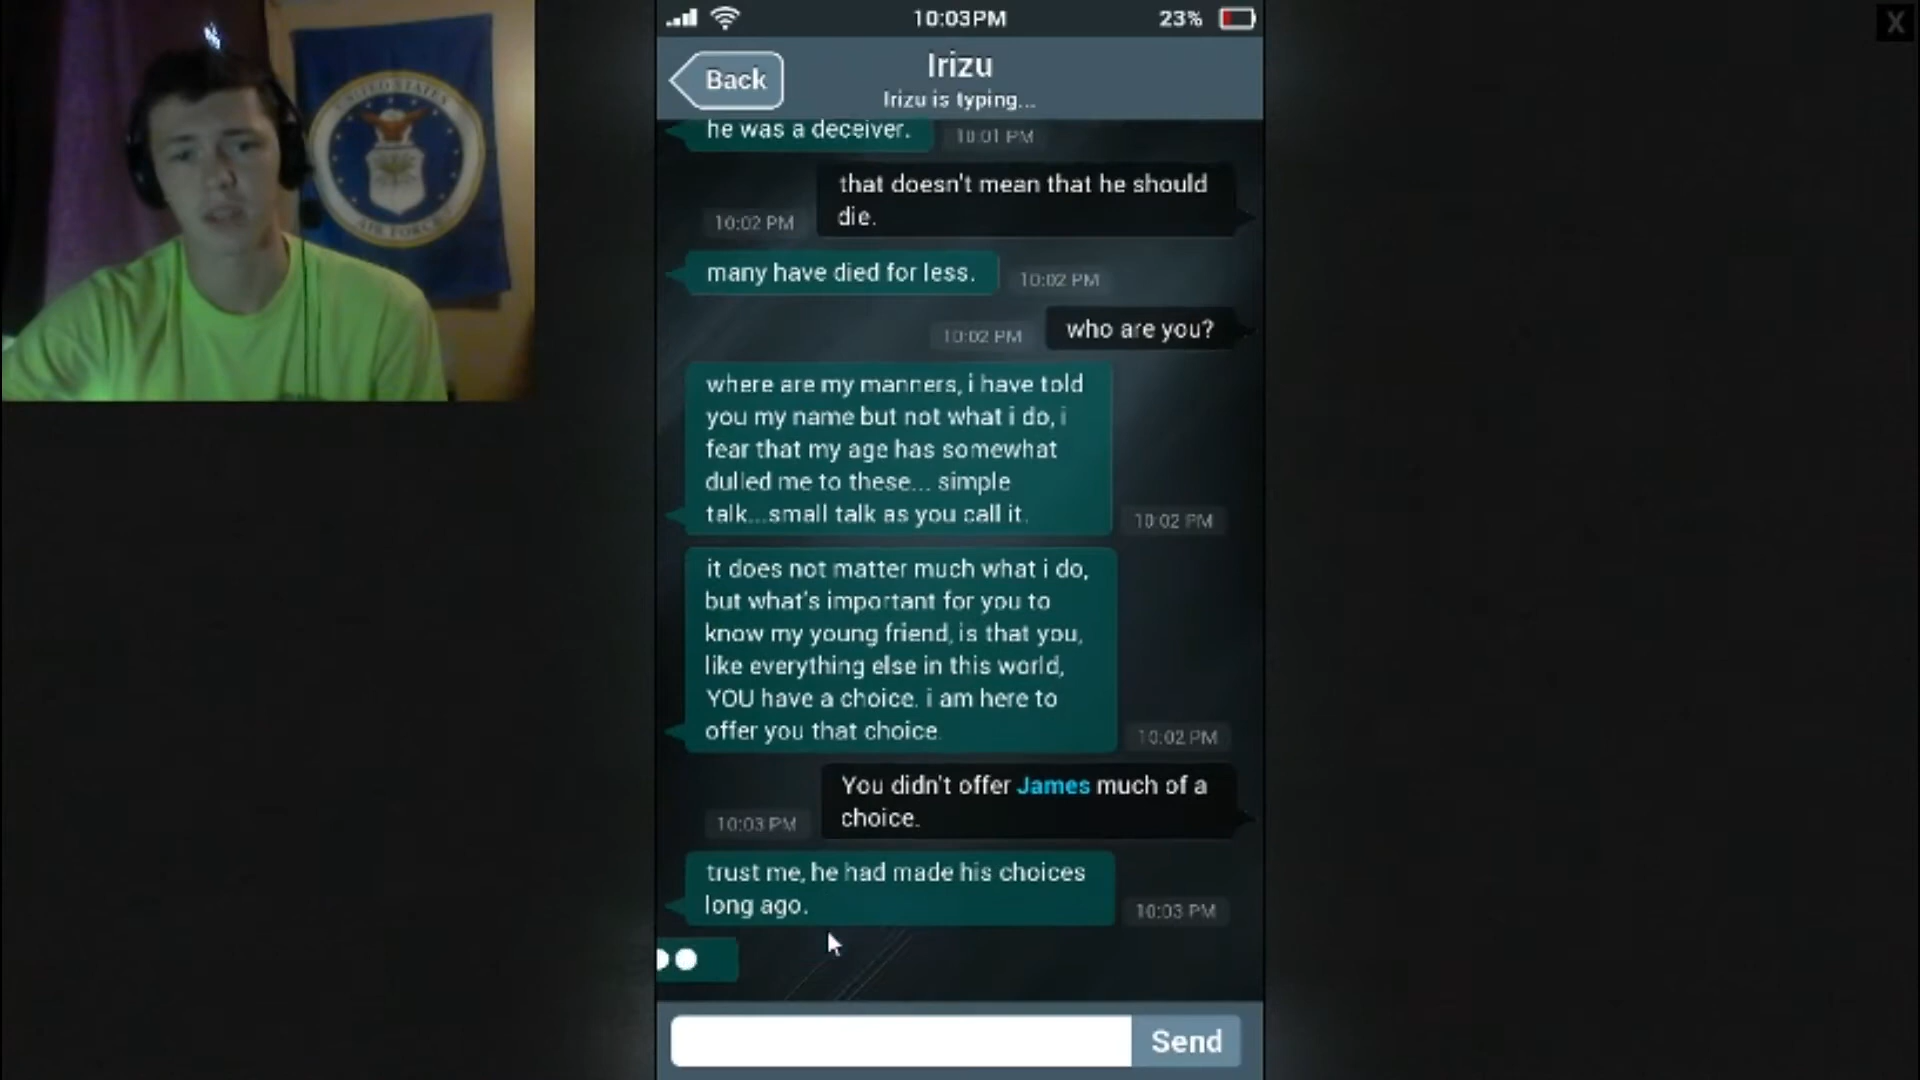 UNITED STATES
AIR FORCE
10:03PM
23%
X
Back
Irizu
Irizu is typing...
he was a deceiver.
10:01 PM
that doesn't mean that he should
die.
10:02 PM
many have died for less.
10:02 PM
who are you?
10:02 PM
where are my manners, i have told
you my name but not what i do, i
fear that my age has somewhat
dulled me to these... simple
talk...small talk as you call it.
10:02 PM
it does not matter much what i do,
but what's important for you to
know my young friend, is that you,
like everything else in this world,
YOU have a choice. i am here to
offer you that choice.
10:02 PM
You didn't offer James much of a
choice.
10:03 PM
trust me, he had made his choices
long ago.
10:03 PM
Send